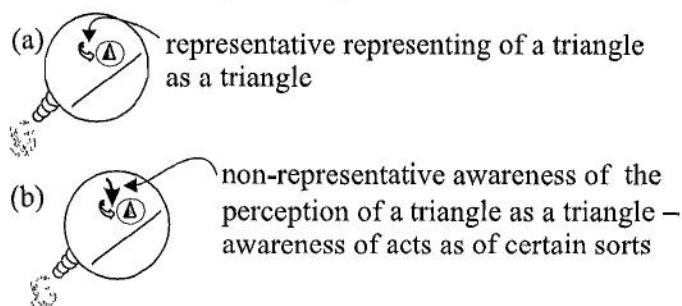 (a) representative representing of a triangle
as a triangle
(b) non-representative awareness of the
perception of a triangle as a triangle –
awareness of acts as of certain sorts